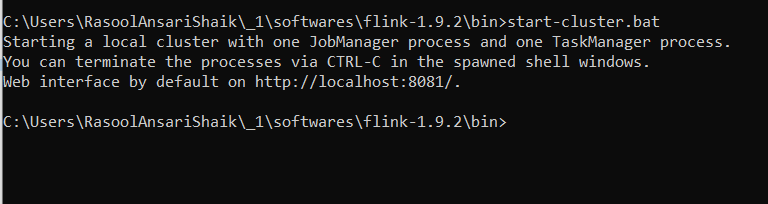 C:\Users\RasoolAnsariShaik\_1\softwares\flink-1.9.2\bin>start-cluster.bat
Starting a local cluster with one JobManager process and one TaskManager process.
You can terminate the processes via CTRL-C in the spawned shell windows.
Web interface by default on http://localhost:8081/.
C:\Users\RasoolAnsariShaik\_1\softwares\flink-1.9.2\bin>